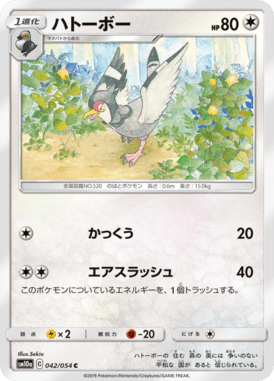 1進化 ハトーボー HP80
マメパトから進化
全国図鑑NO.520 のばとポケモン 高さ：0.6m 重さ：15.0kg
かっくう 20
エアスラッシュ 40
このポケモンについているエネルギーを、1個トラッシュする。
弱点 ×2 抵抗力 -20 にげる
Illus.Sekio
SM10a C 042/054 C
ハトーボーの 住む 森の 奥には 争いのない
平和な 国が あると 信じられている。
©2019 Pokémon/Nintendo/Creatures/GAME FREAK.